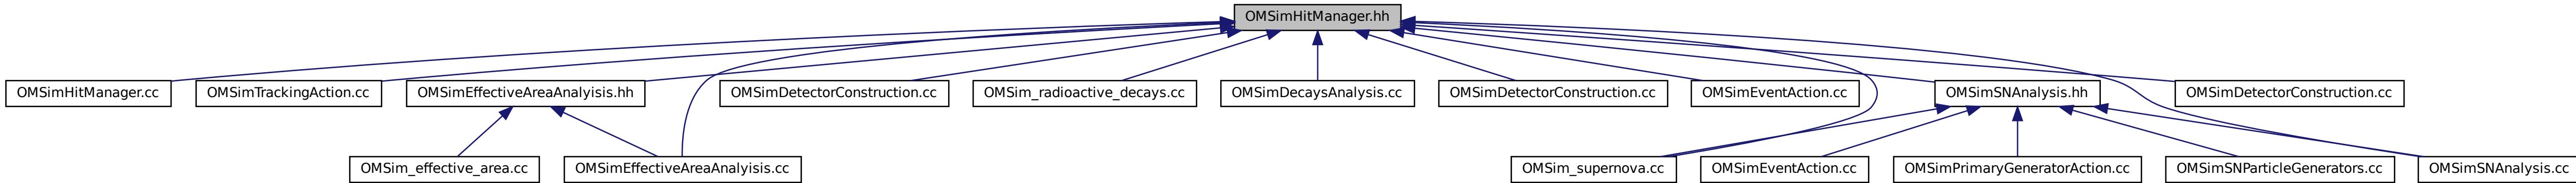 OMSimHitManager.hh
OMSimHitManager.cc
OMSimTrackingAction.cc
OMSimEffectiveAreaAnalyisis.hh
OMSimDetectorConstruction.cc
OMSim_radioactive_decays.cc
OMSimDecaysAnalysis.cc
OMSimDetectorConstruction.cc
OMSimEventAction.cc
OMSimSNAnalysis.hh
OMSimDetectorConstruction.cc
OMSim_effective_area.cc
OMSimEffectiveAreaAnalyisis.cc
OMSim_supernova.cc
OMSimEventAction.cc
OMSimPrimaryGeneratorAction.cc
OMSimSNParticleGenerators.cc
OMSimSNAnalysis.cc